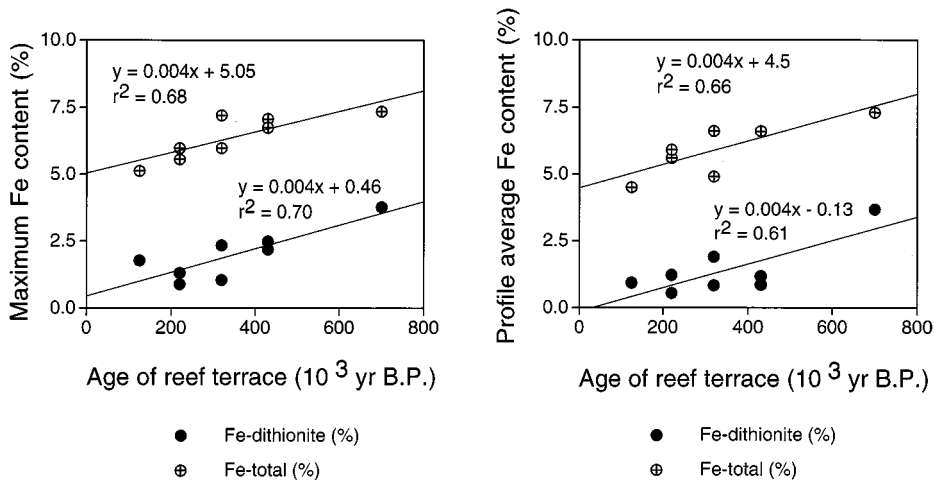 Maximum Fe content (%)
10.0
7.5
5.0
2.5
0.0
y = 0.004x + 5.05
r² = 0.68
y = 0.004x + 0.46
r² = 0.70
0 200 400 600 800
Age of reef terrace (10 ³ yr B.P.)
Fe-dithionite (%)
Fe-total (%)
Profile average Fe content (%)
10.0
7.5
5.0
2.5
0.0
y = 0.004x + 4.5
r² = 0.66
y = 0.004x - 0.13
r² = 0.61
0 200 400 600 800
Age of reef terrace (10 ³ yr B.P.)
Fe-dithionite (%)
Fe-total (%)